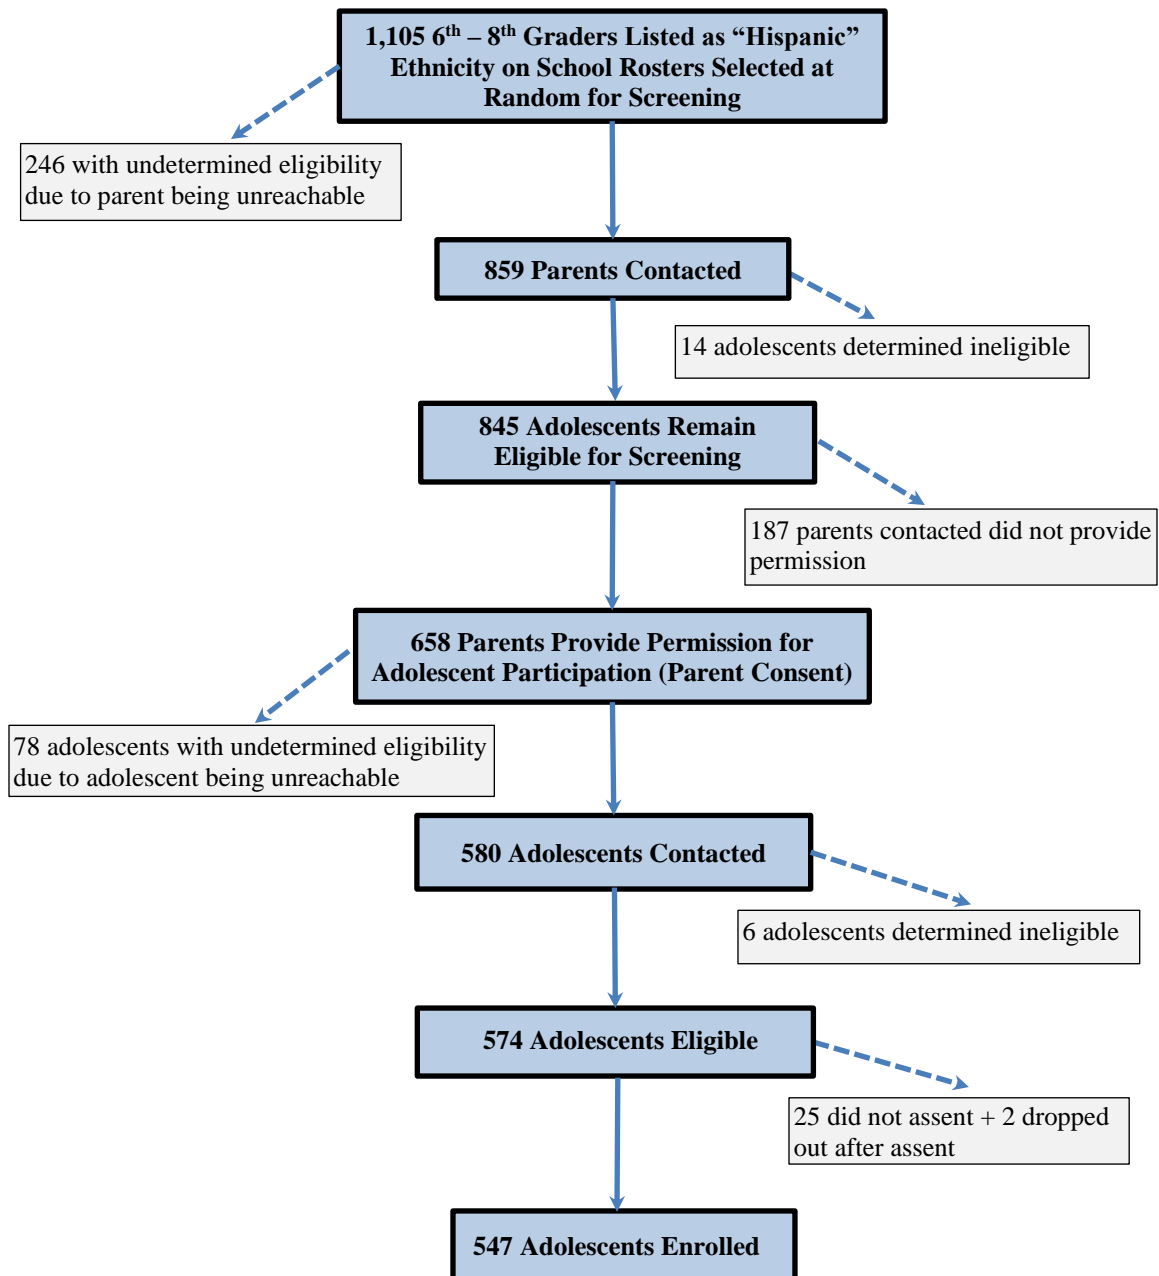 1,105 6th – 8th Graders Listed as “Hispanic”
Ethnicity on School Rosters Selected at
Random for Screening
246 with undetermined eligibility
due to parent being unreachable
859 Parents Contacted
14 adolescents determined ineligible
845 Adolescents Remain
Eligible for Screening
187 parents contacted did not provide
permission
658 Parents Provide Permission for
Adolescent Participation (Parent Consent)
78 adolescents with undetermined eligibility
due to adolescent being unreachable
580 Adolescents Contacted
6 adolescents determined ineligible
574 Adolescents Eligible
25 did not assent + 2 dropped
out after assent
547 Adolescents Enrolled